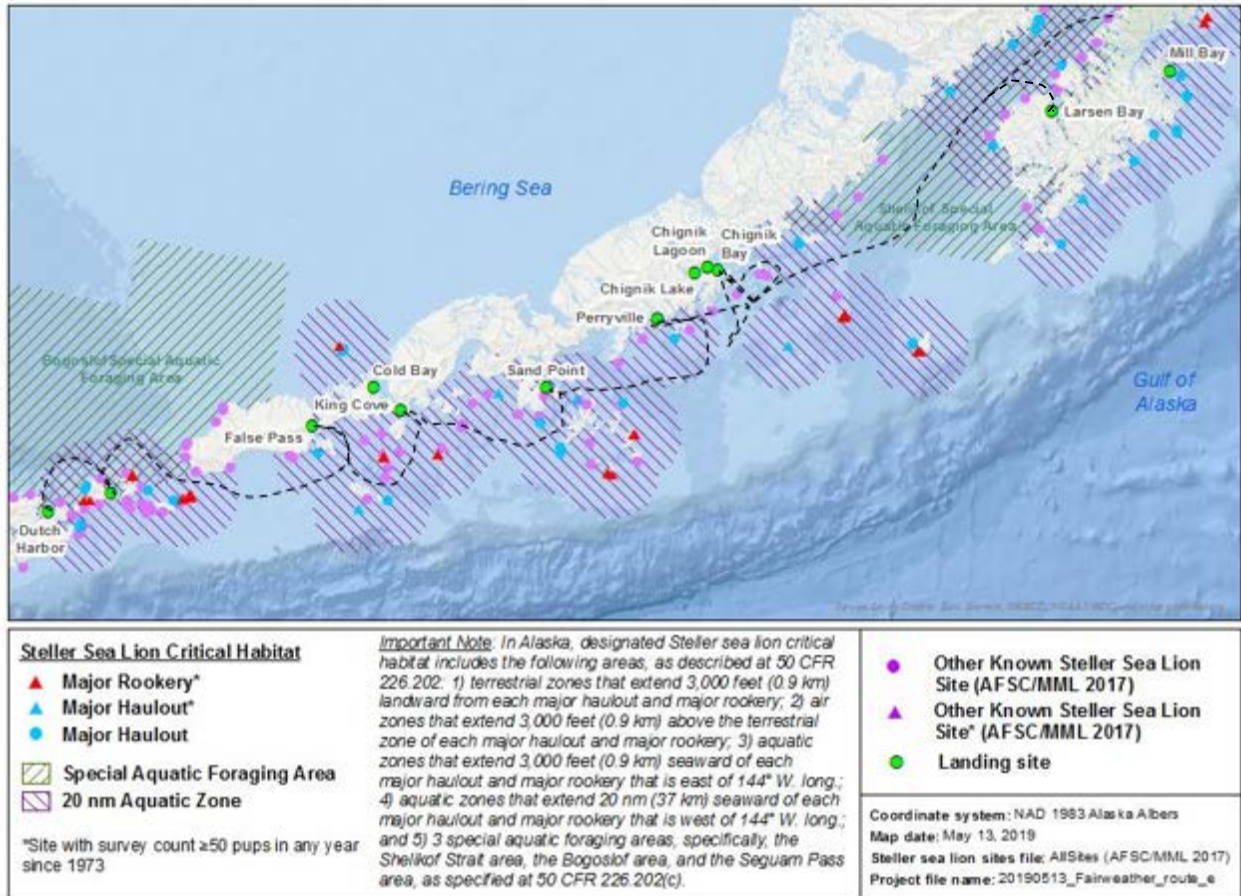 Mill Bay
Larsen Bay
Bering Sea
Shelikof Special
Aquatic Foraging Area
Chignik
Lagoon
Chignik
Bay
Chignik Lake
Perryville
Gulf of
Alaska
Bogoslof Special Aquatic
Foraging Area
Cold Bay
Sand Point
King Cove
False Pass
Dutch
Harbor
Steller Sea Lion Critical Habitat
Major Rookery*
Major Haulout*
Major Haulout
Special Aquatic Foraging Area
20 nm Aquatic Zone
*Site with survey count ≥50 pups in any year
since 1973
Important Note: In Alaska, designated Steller sea lion critical
habitat includes the following areas, as described at 50 CFR
226.202: 1) terrestrial zones that extend 3,000 feet (0.9 km)
landward from each major haulout and major rookery; 2) air
zones that extend 3,000 feet (0.9 km) above the terrestrial
zone of each major haulout and major rookery; 3) aquatic
zones that extend 3,000 feet (0.9 km) seaward of each
major haulout and major rookery that is east of 144° W. long.;
4) aquatic zones that extend 20 nm (37 km) seaward of each
major haulout and major rookery that is west of 144° W. long.;
and 5) 3 special aquatic foraging areas, specifically, the
Shelikof Strait area, the Bogoslof area, and the Seguam Pass
area, as specified at 50 CFR 226.202(c).
Other Known Steller Sea Lion
Site (AFSC/MML 2017)
Other Known Steller Sea Lion
Site* (AFSC/MML 2017)
Landing site
Coordinate system: NAD 1983 Alaska Albers
Map date: May 13, 2019
Steller sea lion sites file: AllSites (AFSC/MML 2017)
Project file name: 20190513_Fairweather_route_e